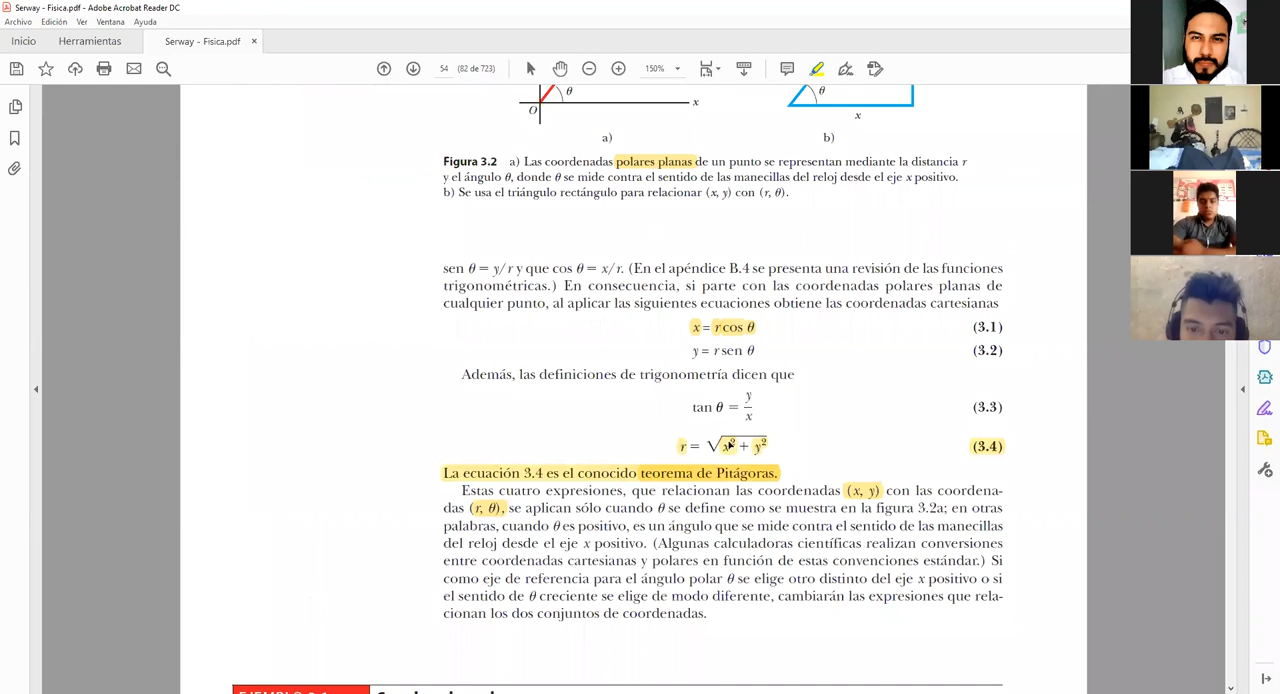 Serway - Fisica.pdf - Adobe Acrobat Reader DC
Archivo Edición Ver Ventana Ayuda
Inicio Herramientas Serway - Fisica.pdf ×
54 (82 de 723) 150%
θ
O
x
θ
x
a) b)
Figura 3.2 a) Las coordenadas polares planas de un punto se representan mediante la distancia r
y el ángulo θ, donde θ se mide contra el sentido de las manecillas del reloj desde el eje x positivo.
b) Se usa el triángulo rectángulo para relacionar (x, y) con (r, θ).
sen θ = y/r y que cos θ = x/r. (En el apéndice B.4 se presenta una revisión de las funciones
trigonométricas.) En consecuencia, si parte con las coordenadas polares planas de
cualquier punto, al aplicar las siguientes ecuaciones obtiene las coordenadas cartesianas
x = r cos θ (3.1)
y = r sen θ (3.2)
Además, las definiciones de trigonometría dicen que
tan θ = y/x (3.3)
r = √x² + y² (3.4)
La ecuación 3.4 es el conocido teorema de Pitágoras.
Estas cuatro expresiones, que relacionan las coordenadas (x, y) con las coordena-
das (r, θ), se aplican sólo cuando θ se define como se muestra en la figura 3.2a; en otras
palabras, cuando θ es positivo, es un ángulo que se mide contra el sentido de las manecillas
del reloj desde el eje x positivo. (Algunas calculadoras científicas realizan conversiones
entre coordenadas cartesianas y polares en función de estas convenciones estándar.) Si
como eje de referencia para el ángulo polar θ se elige otro distinto del eje x positivo o si
el sentido de θ creciente se elige de modo diferente, cambiarán las expresiones que rela-
cionan los dos conjuntos de coordenadas.